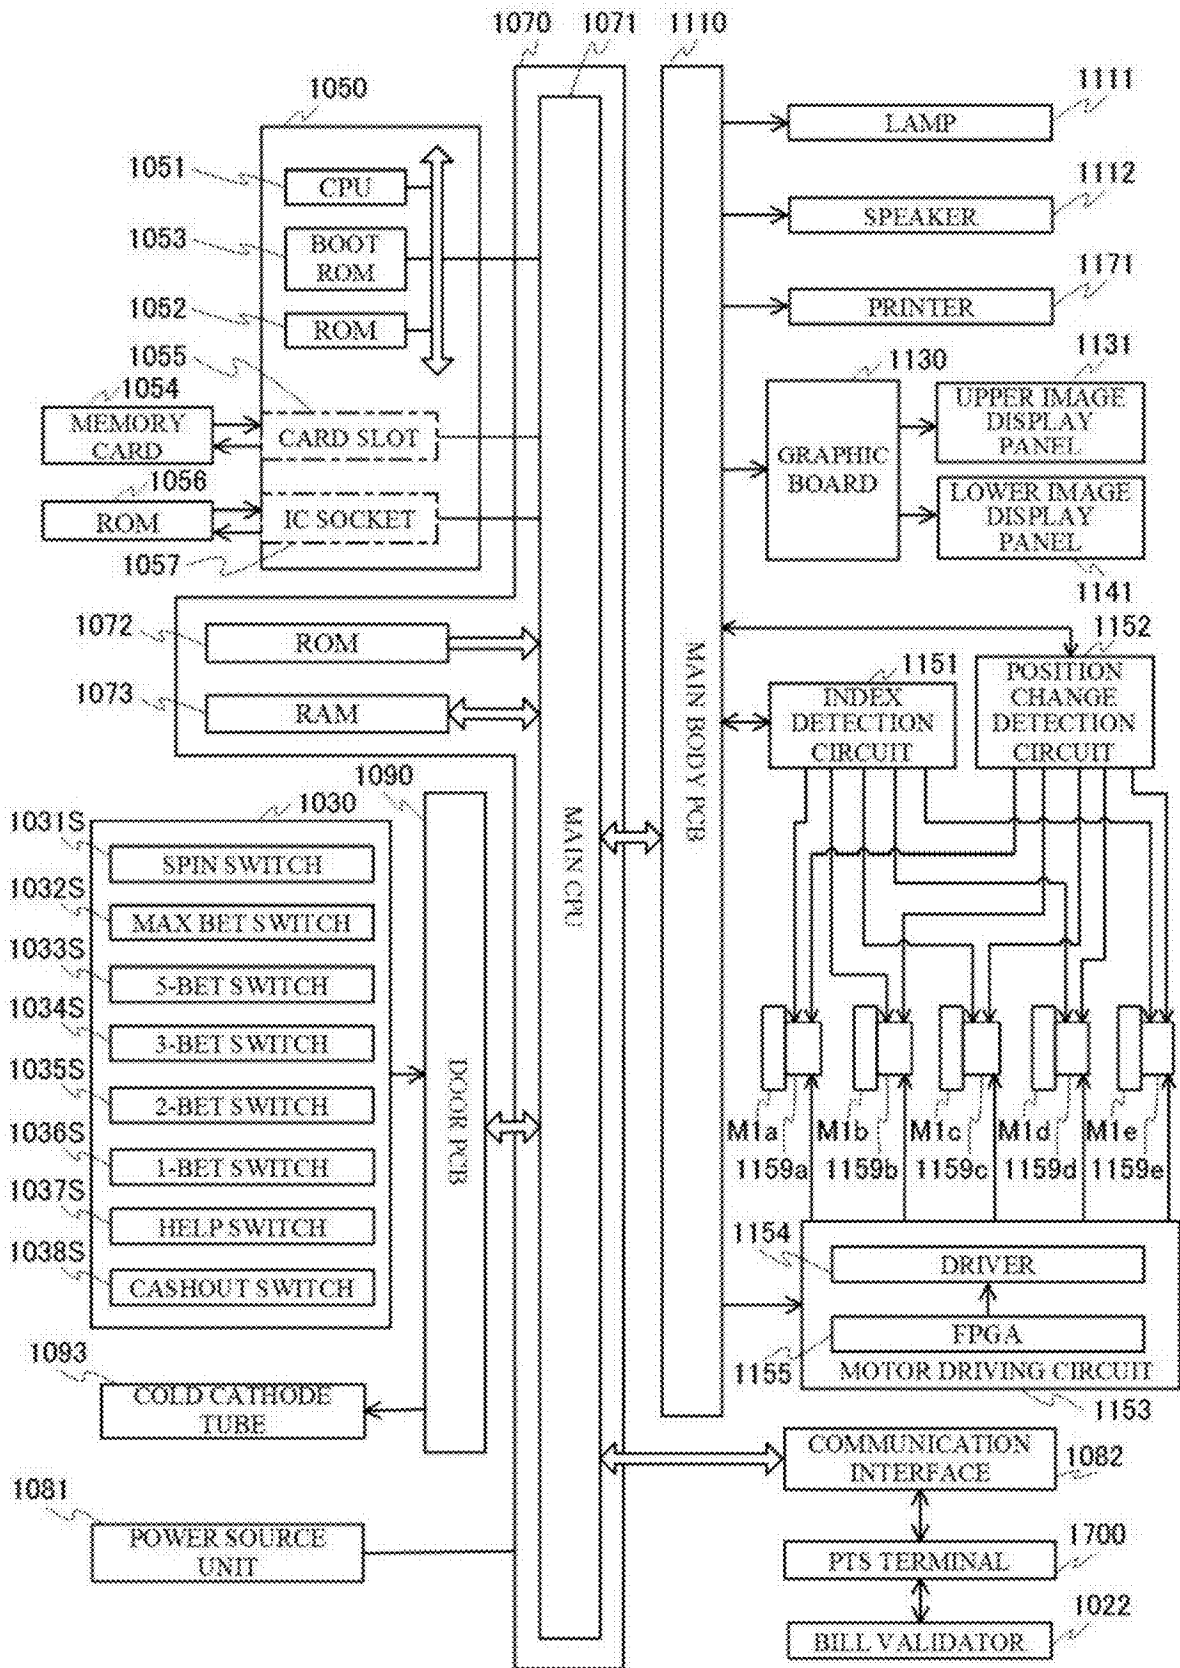 1070
1071
1110
1050
1051
CPU
1053
BOOT
ROM
1052
ROM
1055
1054
MEMORY
CARD
CARD SLOT
1056
ROM
IC SOCKET
1057
1072
ROM
1073
RAM
1090
1030
1031S
SPIN SWITCH
1032S
MAX BET SWITCH
1033S
5-BET SWITCH
1034S
3-BET SWITCH
1035S
2-BET SWITCH
1036S
1-BET SWITCH
1037S
HELP SWITCH
1038S
CASHOUT SWITCH
DOOR PCB
MAIN CPU
MAIN BODY PCB
1093
COLD CATHODE
TUBE
1081
POWER SOURCE
UNIT
1111
LAMP
1112
SPEAKER
1171
PRINTER
1130
GRAPHIC
BOARD
1131
UPPER IMAGE
DISPLAY
PANEL
LOWER IMAGE
DISPLAY
PANEL
1141
1151
INDEX
DETECTION
CIRCUIT
1152
POSITION
CHANGE
DETECTION
CIRCUIT
M1a
M1b
M1c
M1d
M1e
1159a
1159b
1159c
1159d
1159e
1154
DRIVER
FPGA
1155
MOTOR DRIVING CIRCUIT
1153
COMMUNICATION
INTERFACE
1082
1700
PTS TERMINAL
1022
BILL VALIDATOR